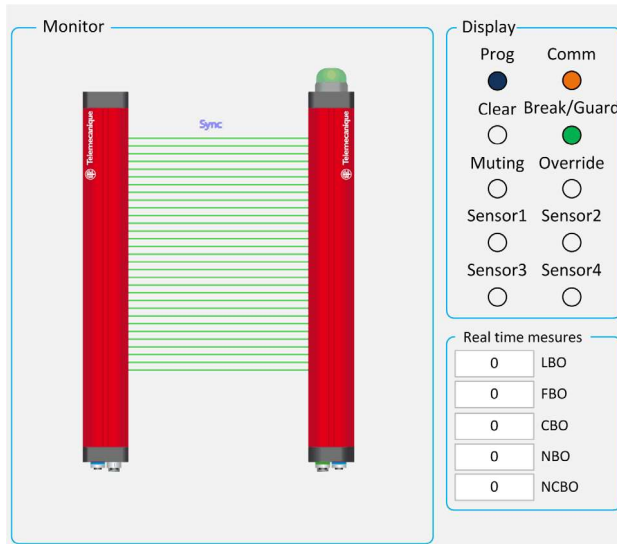 Monitor
Sync
Telemecanique
Telemecanique
Display
Prog Comm
Clear Break/Guard
Muting Override
Sensor1 Sensor2
Sensor3 Sensor4
Real time mesures
0 LBO
0 FBO
0 CBO
0 NBO
0 NCBO